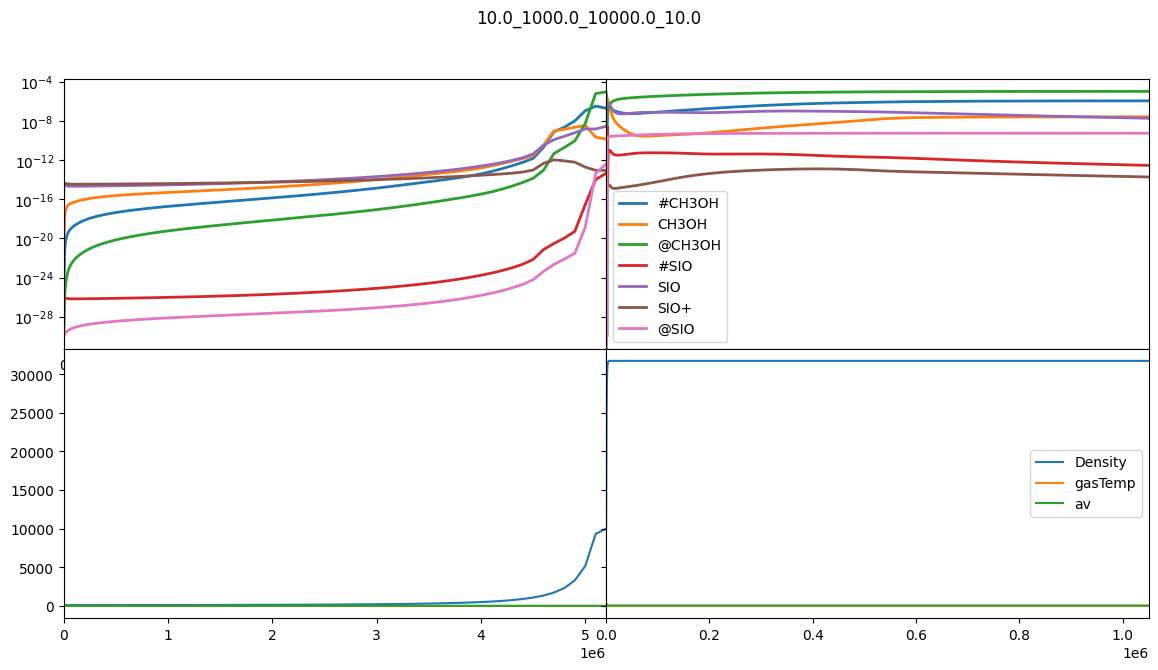 10.0_1000.0_10000.0_10.0
10⁻⁴
10⁻⁸
10⁻¹²
10⁻¹⁶
10⁻²⁰
10⁻²⁴
10⁻²⁸
#CH3OH
CH3OH
@CH3OH
#SIO
SIO
SIO+
@SIO
30000
25000
20000
15000
10000
5000
0
Density
gasTemp
av
0 1 2 3 4 5 0.0 0.2 0.4 0.6 0.8 1.0
1e6 1e6